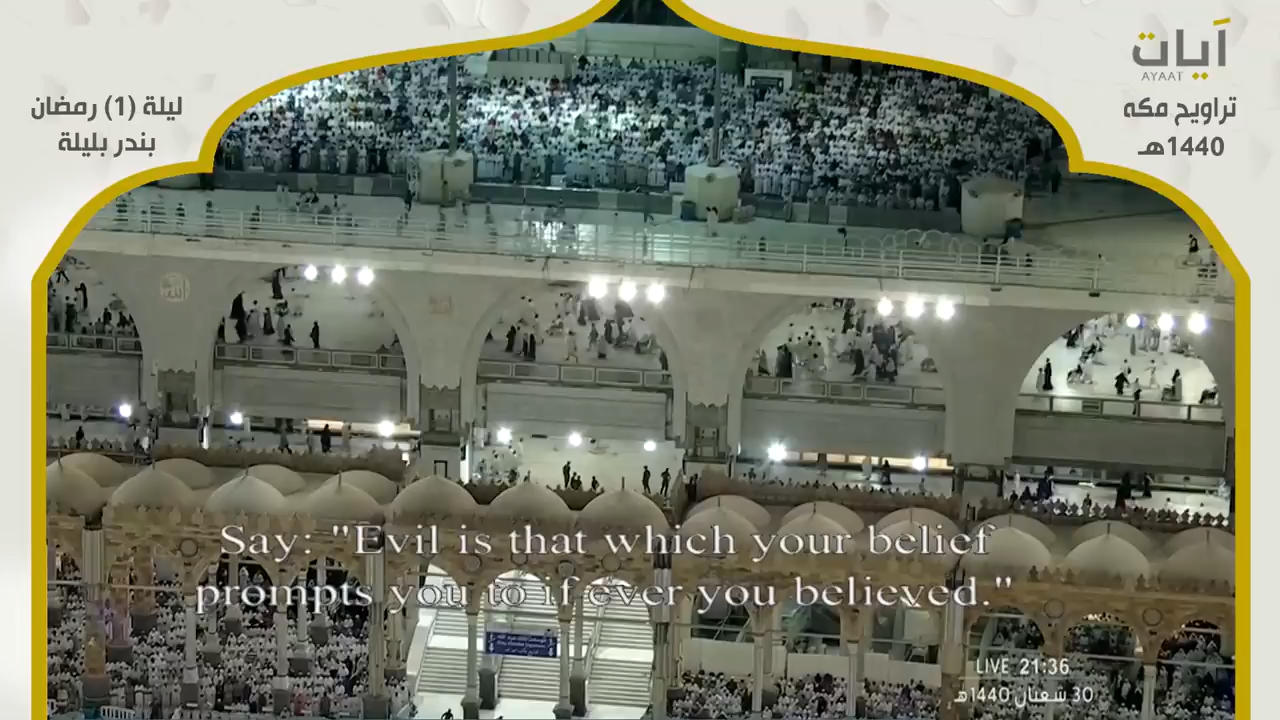 آيات
AYAAT
تراويح مكه
1440هـ
ليلة (1) رمضان
بندر بليلة
الله
Say: "Evil is that which your belief
prompts you to if ever you believed."
LIVE 21:36
30 شعبان 1440هـ